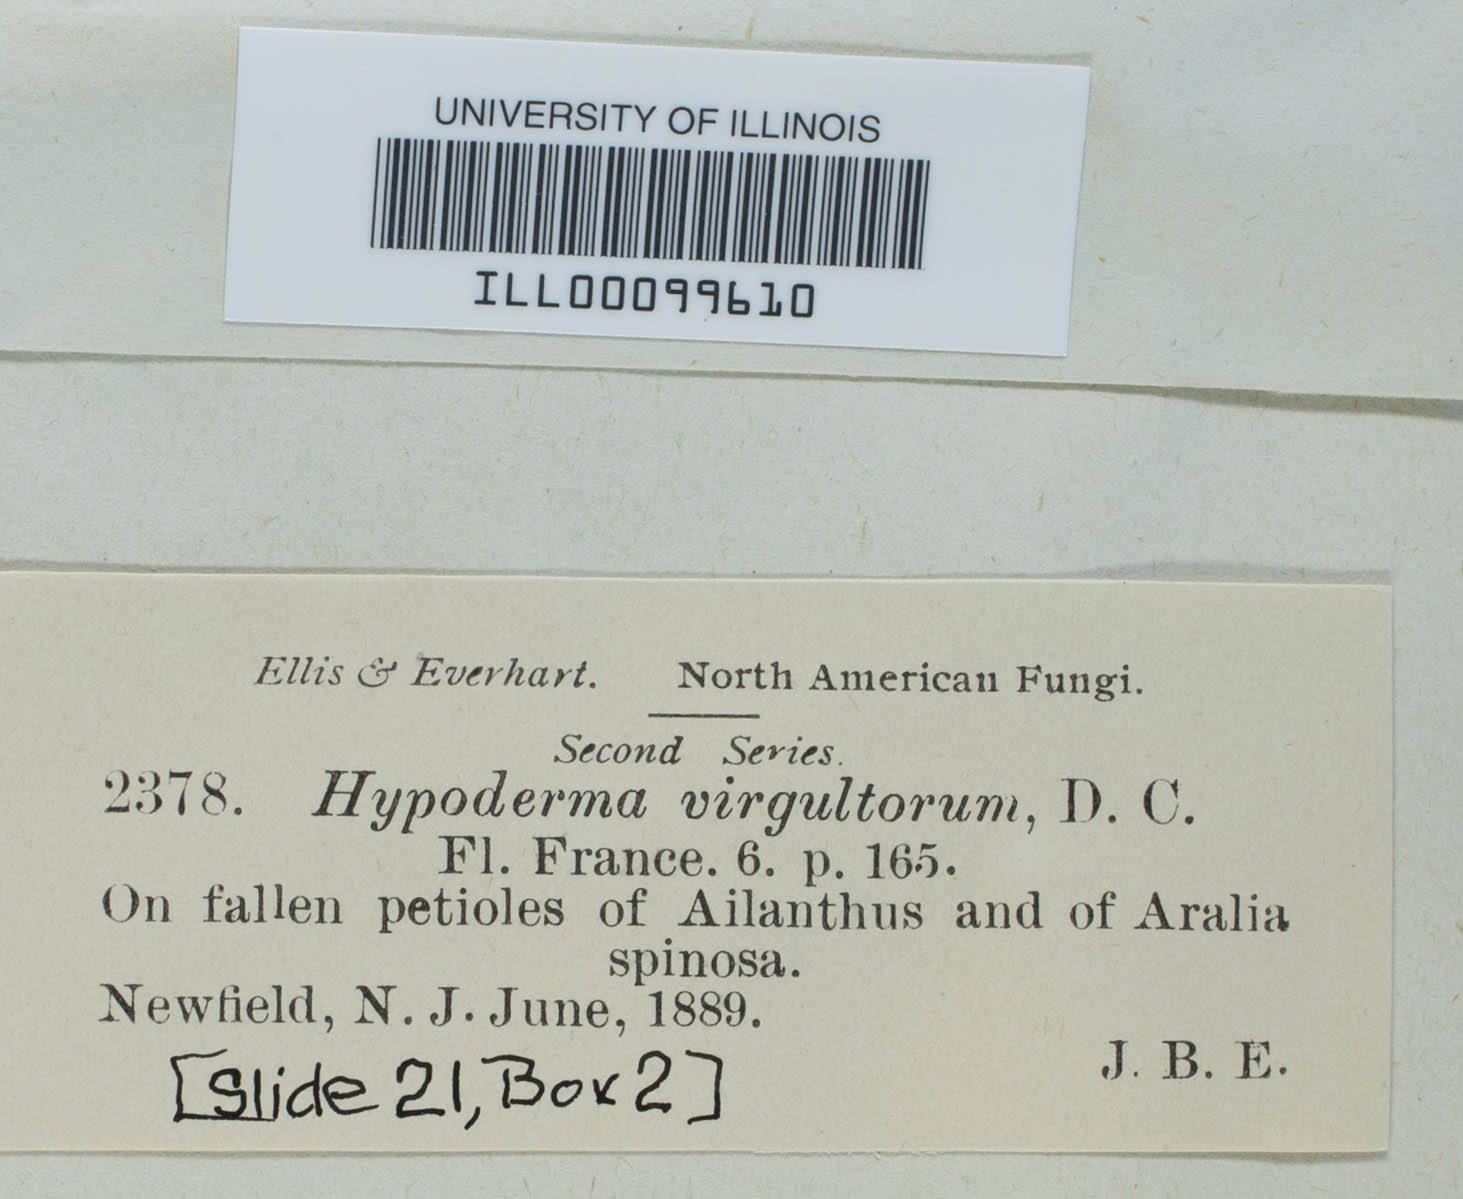 UNIVERSITY OF ILLINOIS
ILL00099610
Ellis & Everhart. North American Fungi.
Second Series.
2378. Hypoderma virgultorum, D. C.
Fl. France. 6. p. 165.
On fallen petioles of Ailanthus and of Aralia
spinosa.
Newfield, N. J. June, 1889.
J. B. E.
[Slide 21, Box 2]